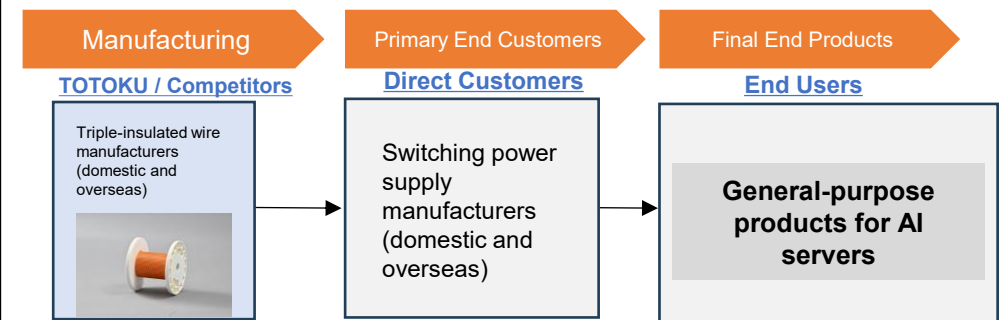 Manufacturing
Primary End Customers
Final End Products
TOTOKU / Competitors
Direct Customers
End Users
Triple-insulated wire
manufacturers
(domestic and
overseas)
Switching power
supply
manufacturers
(domestic and
overseas)
General-purpose
products for AI
servers